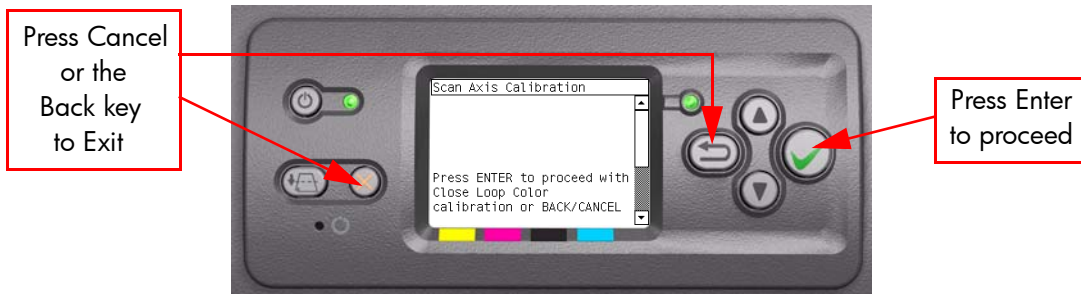 Press Cancel
or the
Back key
to Exit
Scan Axis Calibration
Press ENTER to proceed with
Close Loop Color
calibration or BACK/CANCEL
Press Enter
to proceed